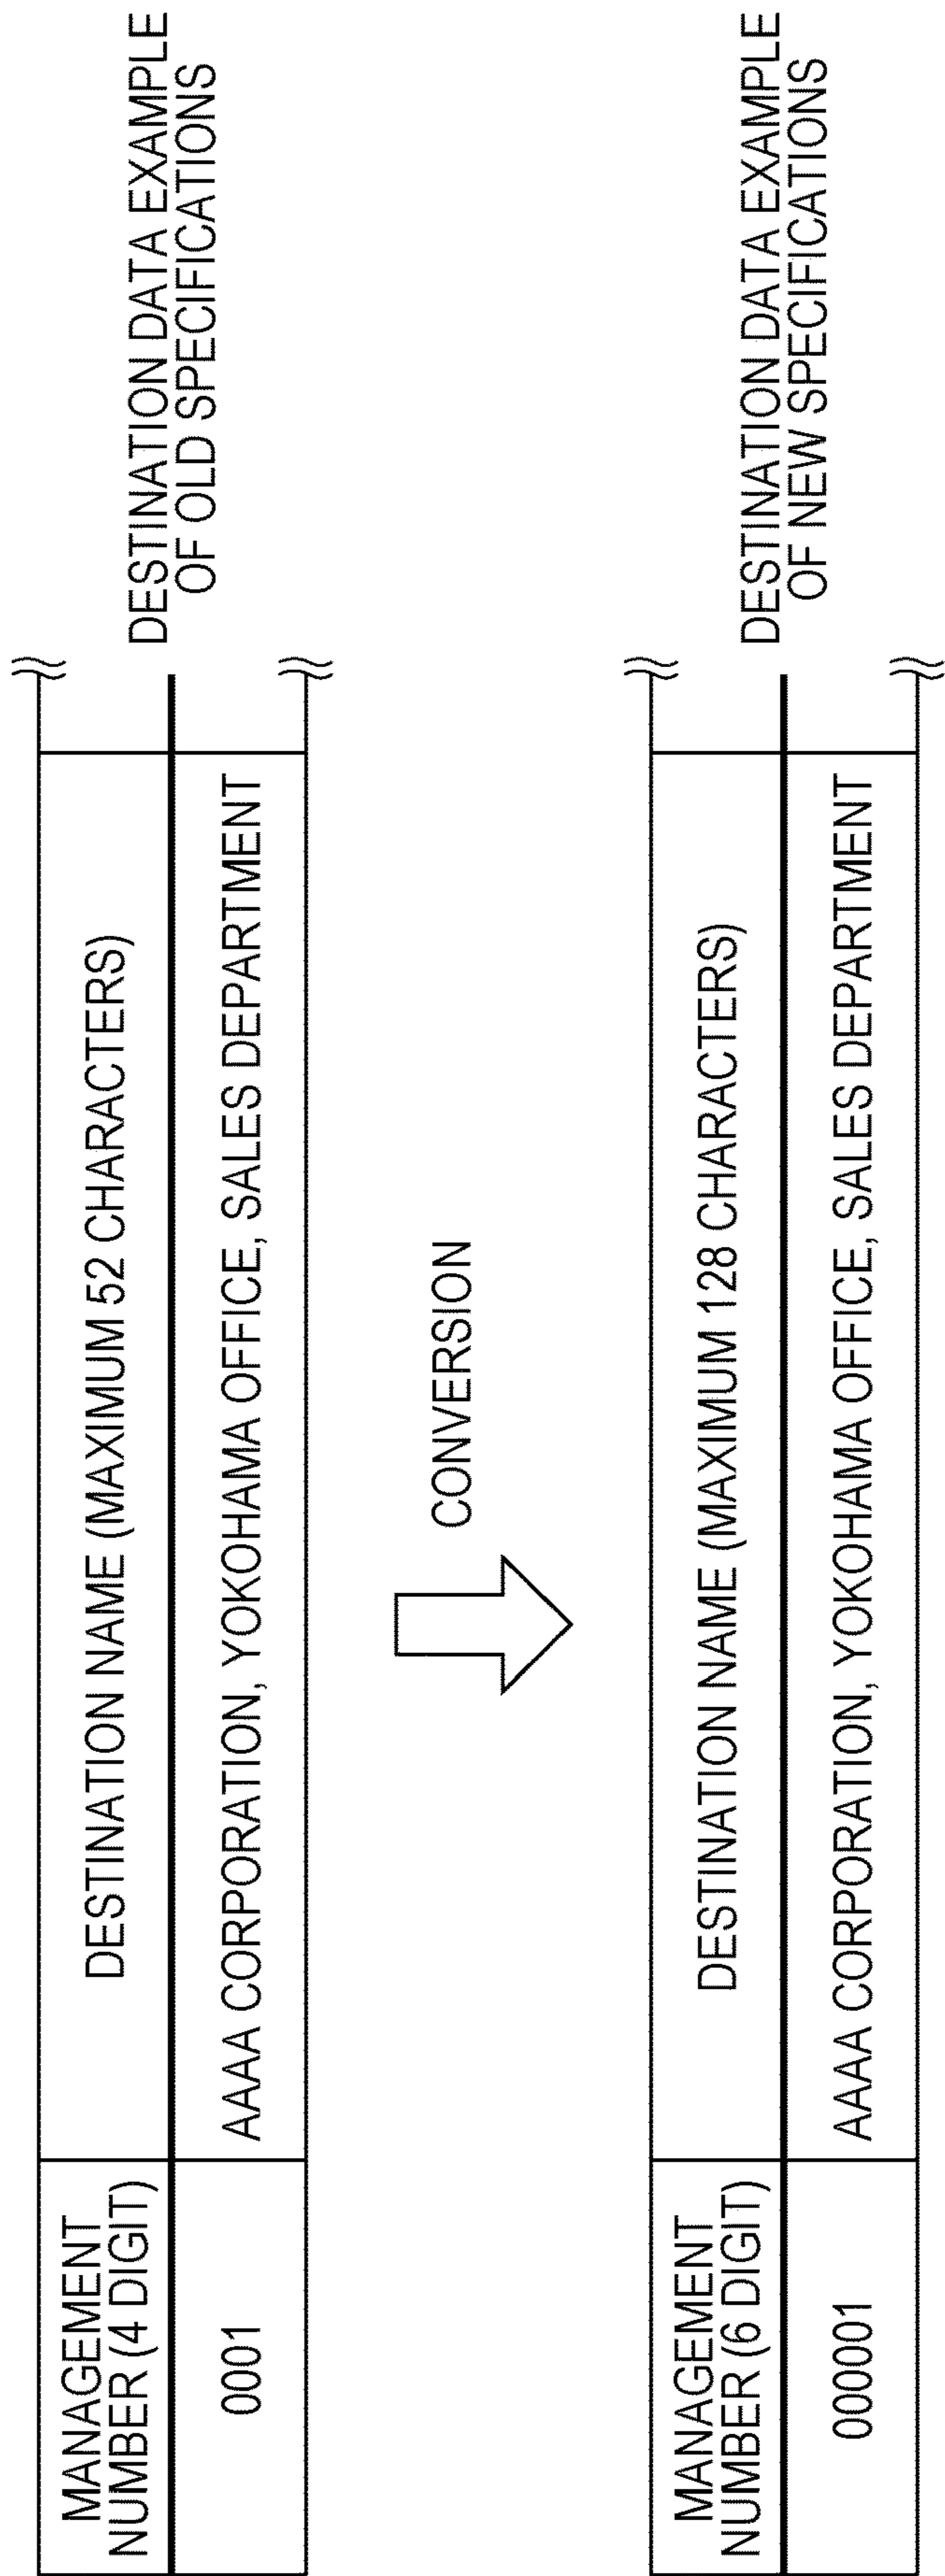 MANAGEMENT
NUMBER (4 DIGIT)
DESTINATION NAME (MAXIMUM 52 CHARACTERS)
0001
AAAA CORPORATION, YOKOHAMA OFFICE, SALES DEPARTMENT
DESTINATION DATA EXAMPLE
OF OLD SPECIFICATIONS
CONVERSION
MANAGEMENT
NUMBER (6 DIGIT)
DESTINATION NAME (MAXIMUM 128 CHARACTERS)
000001
AAAA CORPORATION, YOKOHAMA OFFICE, SALES DEPARTMENT
DESTINATION DATA EXAMPLE
OF NEW SPECIFICATIONS